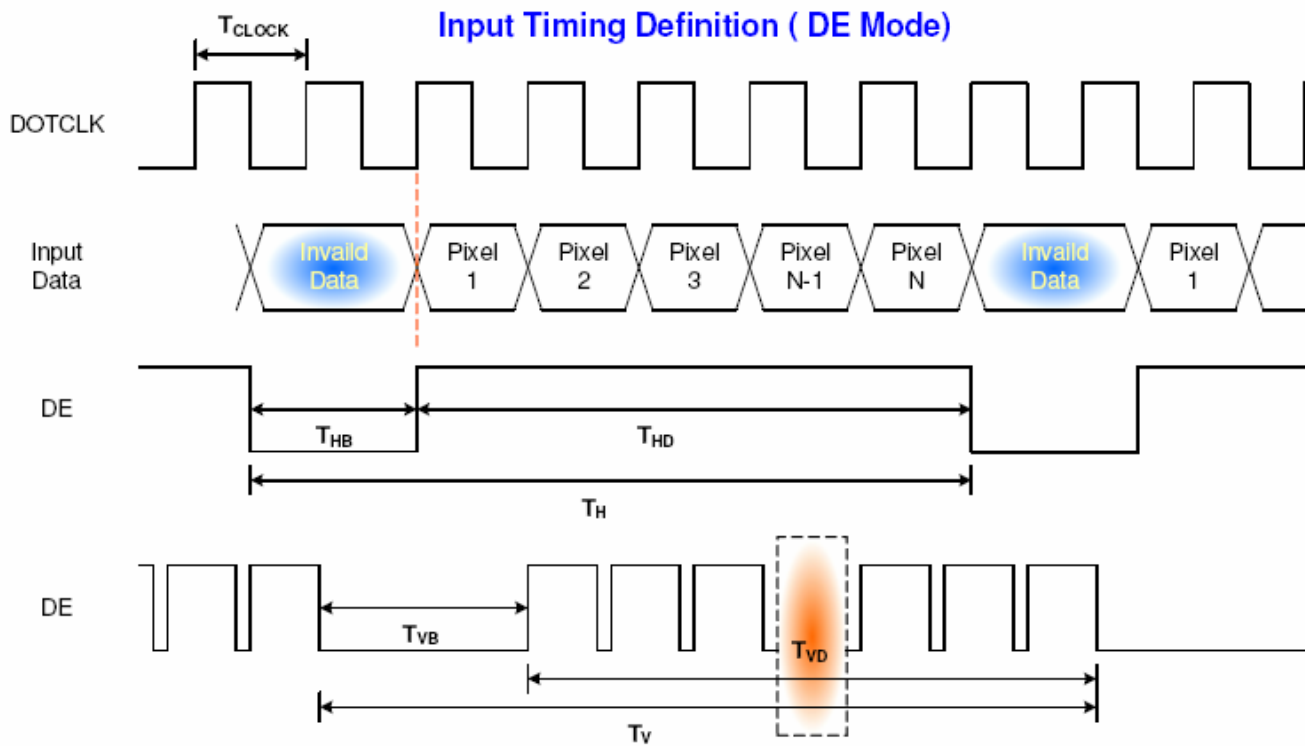 Input Timing Definition ( DE Mode)
TCLOCK
DOTCLK
Input
Data
Invaild
Data
Pixel
1
Pixel
2
Pixel
3
Pixel
N-1
Pixel
N
Invaild
Data
Pixel
1
DE
THB
THD
TH
DE
TVB
TVD
TV